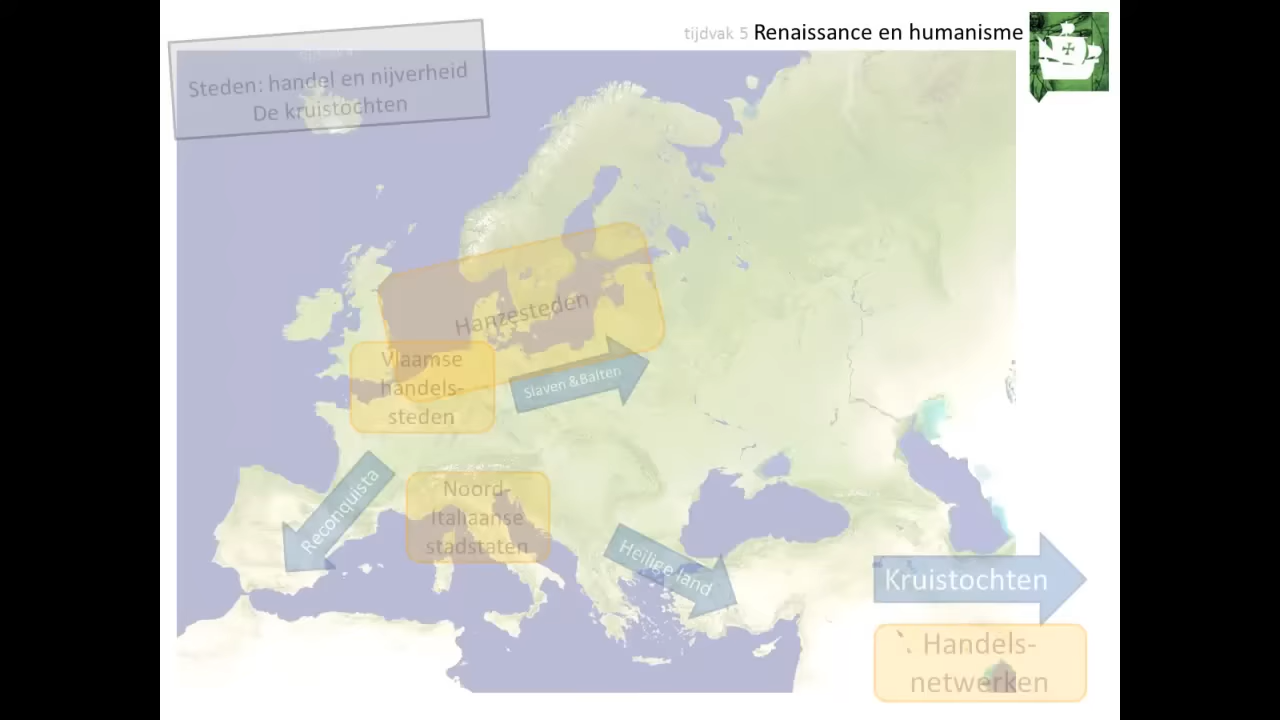 tijdvak 5 Renaissance en humanisme
Steden: handel en nijverheid
De kruistochten
Hanzesteden
Vlaamse
handels-
steden
Slaven &Balten
Reconquista
Noord-
Italiaanse
stadstaten
Heilige land
Kruistochten
Handels-
netwerken